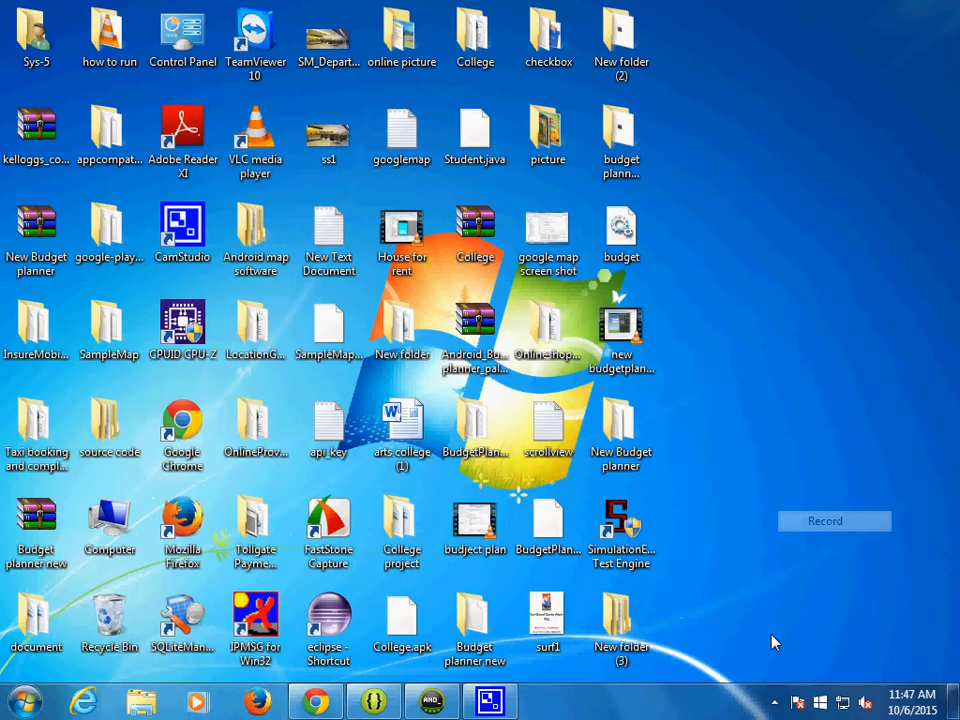 Sys-5
how to run
Control Panel
TeamViewer
10
SM_Depart...
online picture
College
checkbox
New folder
(2)
kelloggs_co...
appcompat...
Adobe Reader
XI
VLC media
player
ss1
googlemap
Student.java
picture
budget
plann...
New Budget
planner
google-play...
CamStudio
Android map
software
New Text
Document
House for
rent
College
google map
screen shot
budget
InsureMobi...
SampleMap
CPUID CPU-Z
LocationG...
SampleMap...
New folder
Android_Bu...
planner_pal...
Onlineshop...
new
budgetplan...
Taxi booking
and compl...
source code
Google
Chrome
OnlineProv...
api_key
arts college
(1)
BudgetPlan...
scrollview
New Budget
planner
Record
Budget
planner new
Computer
Mozilla
Firefox
Tollgate
Payme...
FastStone
Capture
College
project
budject plan
BudgetPlan...
SimulationE...
Test Engine
document
Recycle Bin
SQLiteMan...
IPMSG for
Win32
eclipse -
Shortcut
College.apk
Budget
planner new
surf1
New folder
(3)
11:47 AM
10/6/2015